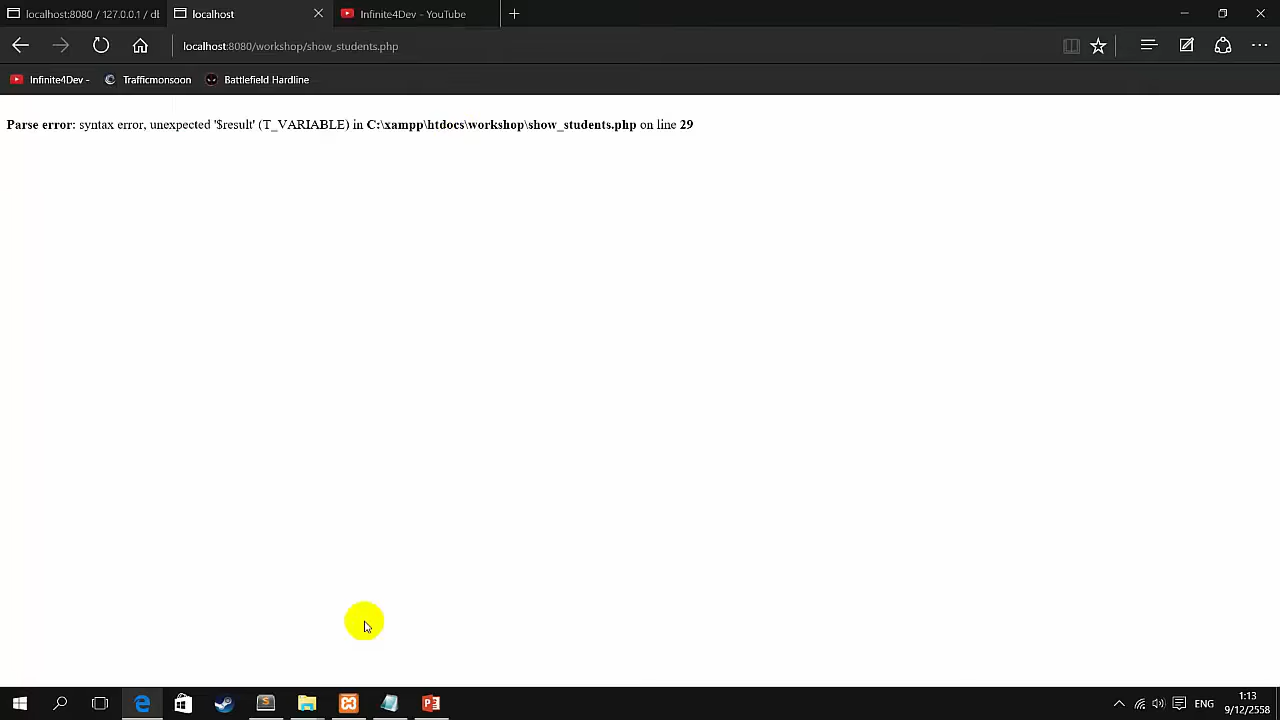 localhost:8080 / 127.0.0.1 / dl
localhost
Infinite4Dev - YouTube
localhost:8080/workshop/show_students.php
Infinite4Dev -
Trafficmonsoon
Battlefield Hardline
Parse error: syntax error, unexpected '$result' (T_VARIABLE) in C:\xampp\htdocs\workshop\show_students.php on line 29
ENG
1:13
9/12/2558